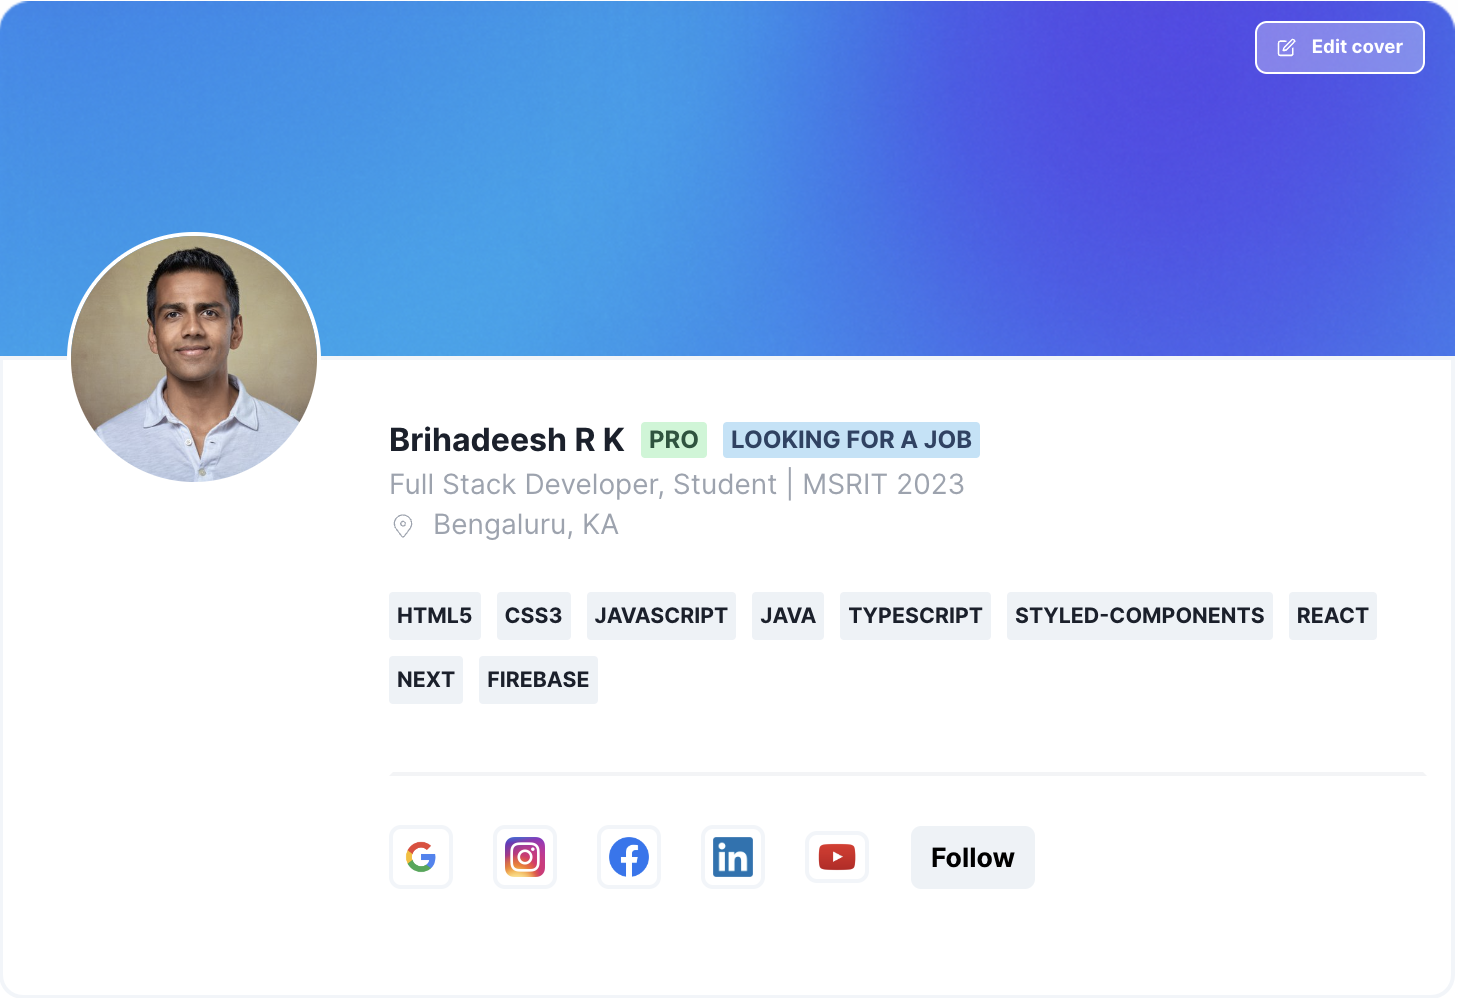 Edit cover
Brihadeesh R K PRO LOOKING FOR A JOB
Full Stack Developer, Student | MSRIT 2023
Bengaluru, KA
HTML5 CSS3 JAVASCRIPT JAVA TYPESCRIPT STYLED-COMPONENTS REACT
NEXT FIREBASE
in Follow